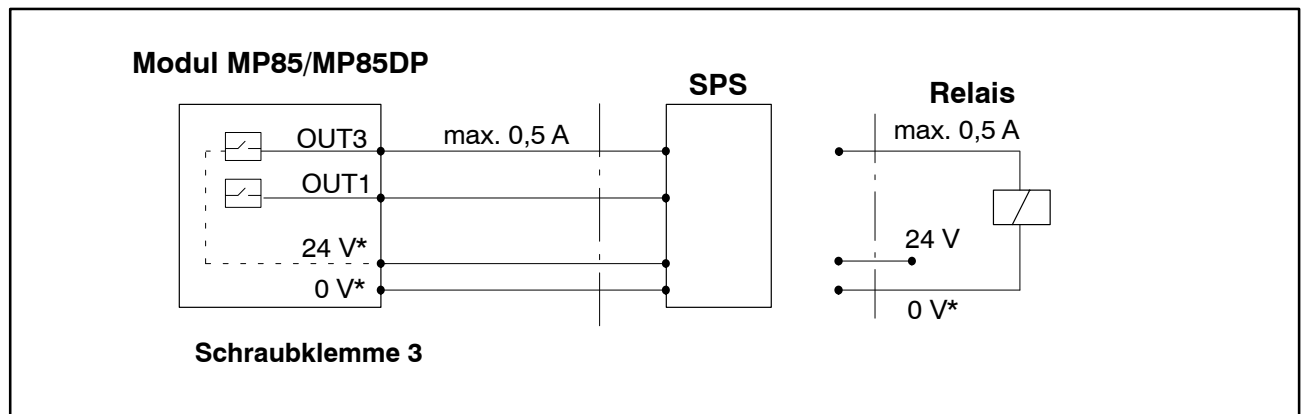 Modul MP85/MP85DP
SPS
Relais
OUT3
max. 0,5 A
max. 0,5 A
OUT1
24 V*
24 V
0 V*
0 V*
Schraubklemme 3